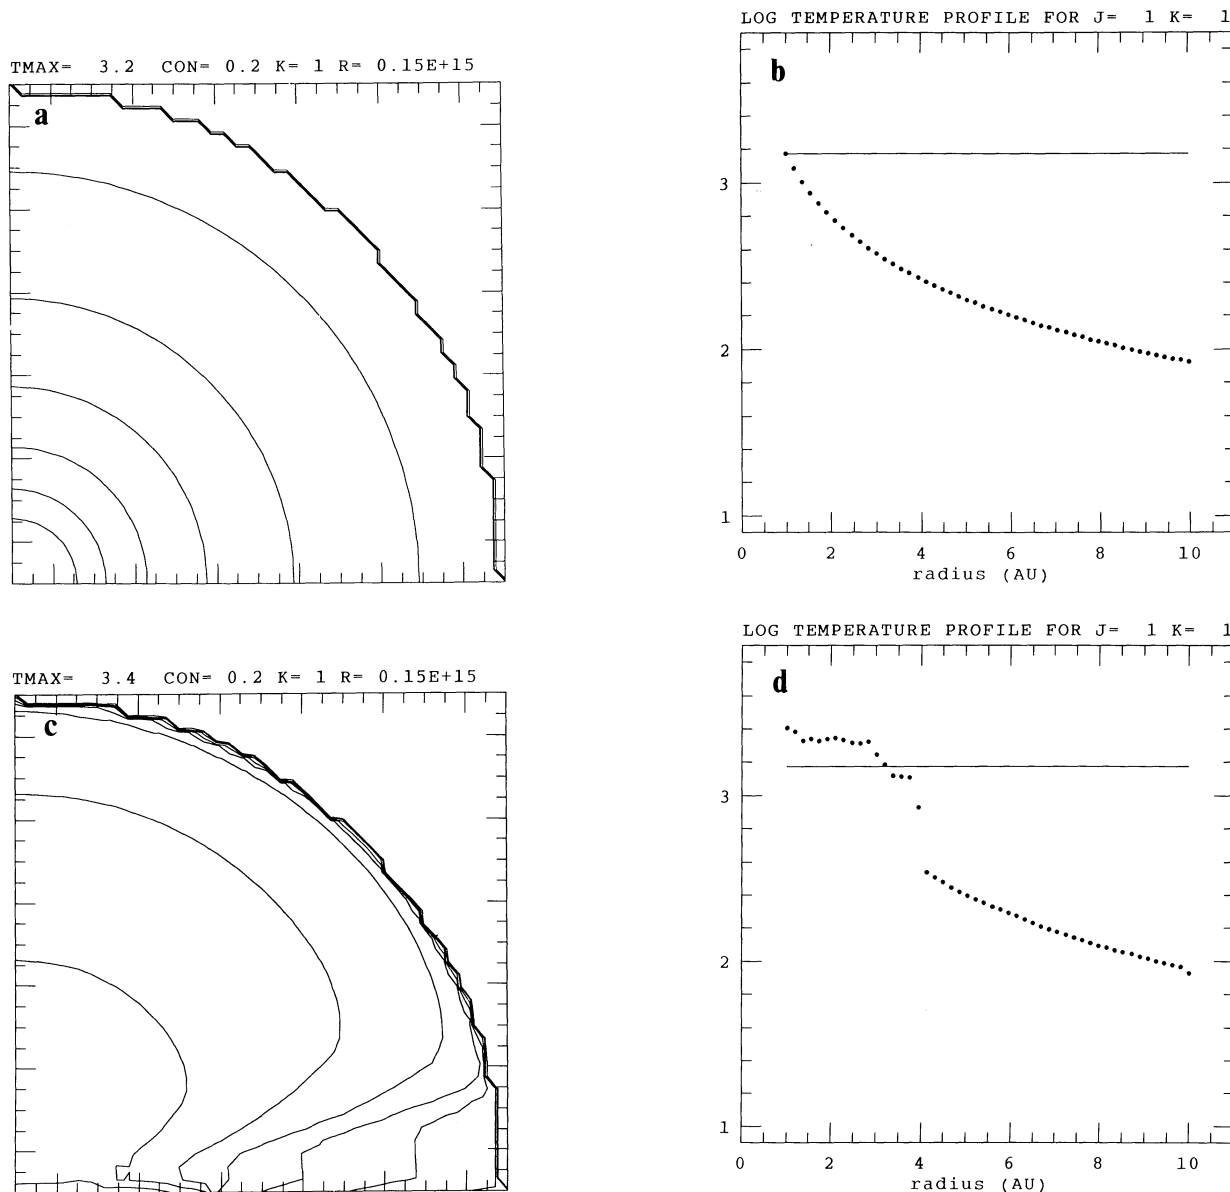 TMAX= 3.2 CON= 0.2 K= 1 R= 0.15E+15
a
LOG TEMPERATURE PROFILE FOR J= 1 K= 1
b
3
2
1
0 2 4 6 8 10
radius (AU)
TMAX= 3.4 CON= 0.2 K= 1 R= 0.15E+15
c
LOG TEMPERATURE PROFILE FOR J= 1 K= 1
d
3
2
1
0 2 4 6 8 10
radius (AU)